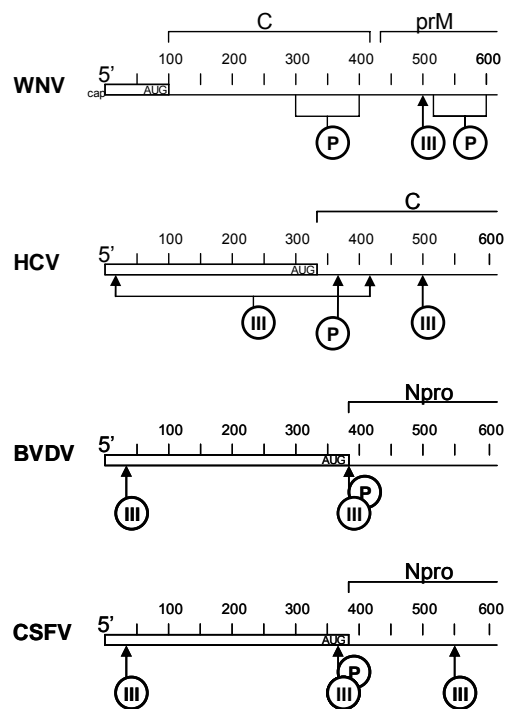 C prM
100 200 300 400 500 600
WNV 5'
cap AUG
P III P
C
5' 100 200 300 400 500 600
HCV AUG
III P III
Npro
5' 100 200 300 400 500 600
BVDV AUG
P
III III
Npro
5' 100 200 300 400 500 600
CSFV AUG
P
III III III